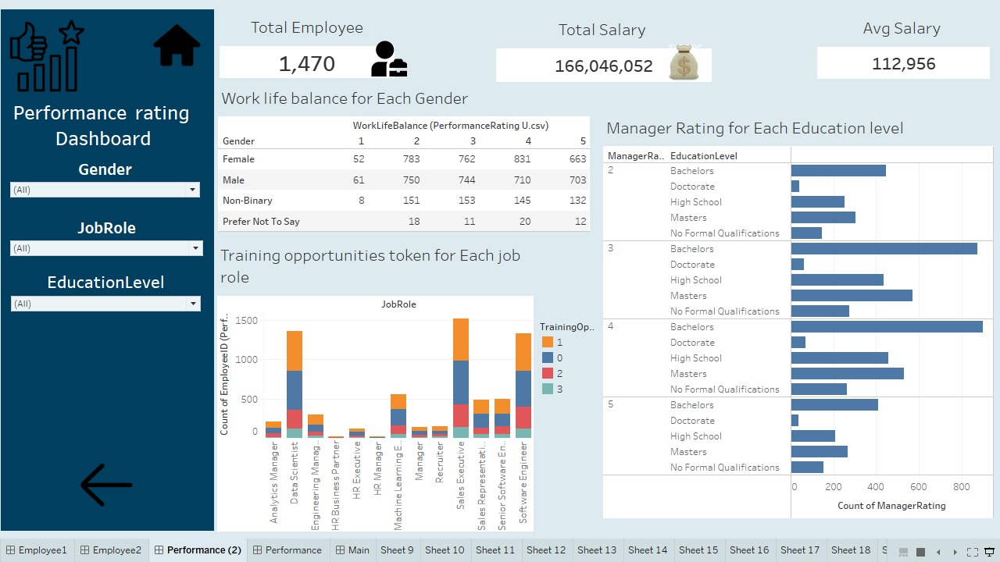 Performance rating
Dashboard
Gender
(All)
JobRole
(All)
EducationLevel
(All)
Total Employee
1,470
Total Salary
166,046,052
$
Avg Salary
112,956
Work life balance for Each Gender
WorkLifeBalance (PerformanceRating U.csv)
Gender 1 2 3 4 5
Female 52 783 762 831 663
Male 61 750 744 710 703
Non-Binary 8 151 153 145 132
Prefer Not To Say 18 11 20 12
Training opportunities token for Each job
role
JobRole
Count of EmployeeID (Perf..
1500
1000
500
0
Analytics Manager
Data Scientist
Engineering Manag..
HR Business Partner
HR Executive
HR Manager
Machine Learning E..
Manager
Recruiter
Sales Executive
Sales Representati..
Senior Software En..
Software Engineer
TrainingOp..
1
0
2
3
Manager Rating for Each Education level
ManagerRa.. EducationLevel
2 Bachelors
Doctorate
High School
Masters
No Formal Qualifications
3 Bachelors
Doctorate
High School
Masters
No Formal Qualifications
4 Bachelors
Doctorate
High School
Masters
No Formal Qualifications
5 Bachelors
Doctorate
High School
Masters
No Formal Qualifications
0 200 400 600 800
Count of ManagerRating
Employee1 Employee2 Performance (2) Performance Main Sheet 9 Sheet 10 Sheet 11 Sheet 12 Sheet 13 Sheet 14 Sheet 15 Sheet 16 Sheet 17 Sheet 18 S